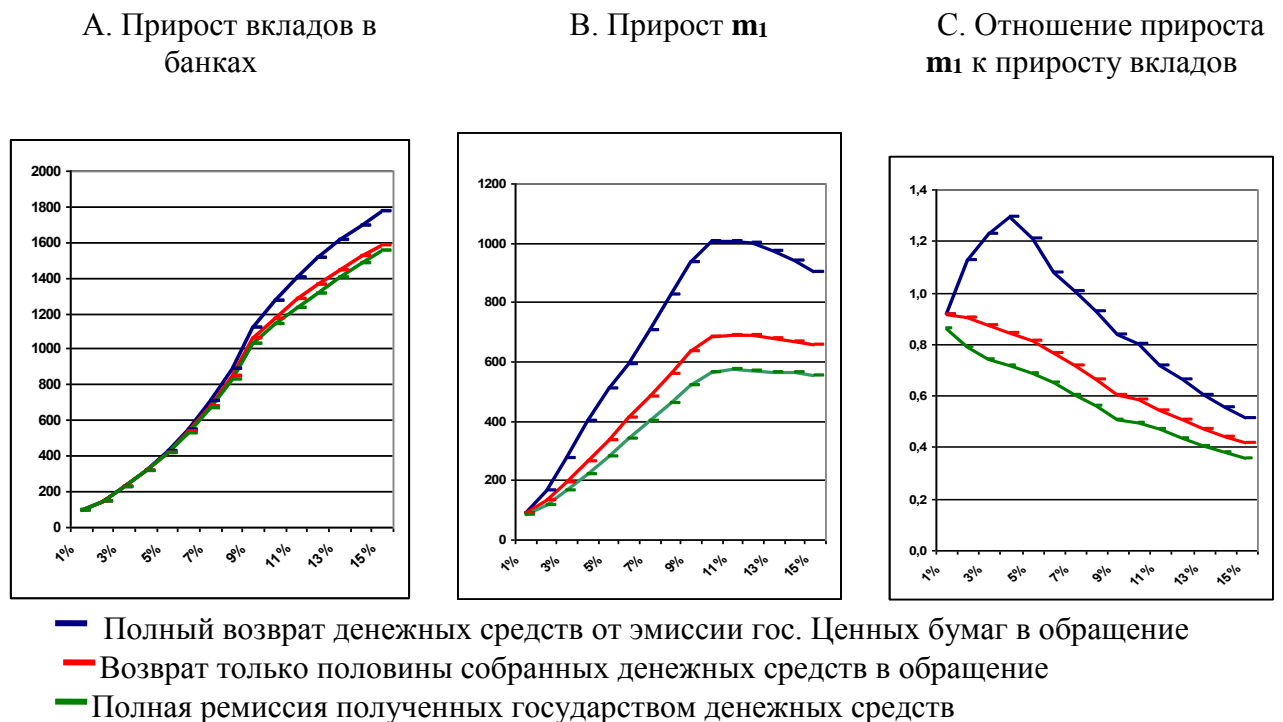 А. Прирост вкладов в
банках
В. Прирост m1
С. Отношение прироста
m1 к приросту вкладов
2000
1800
1600
1400
1200
1000
800
600
400
200
0
1% 3% 5% 7% 9% 11% 13% 15%
1200
1000
800
600
400
200
0
1% 3% 5% 7% 9% 11% 13% 15%
1,4
1,2
1,0
0,8
0,6
0,4
0,2
0,0
1% 3% 5% 7% 9% 11% 13% 15%
Полный возврат денежных средств от эмиссии гос. Ценных бумаг в обращение
Возврат только половины собранных денежных средств в обращение
Полная ремиссия полученных государством денежных средств